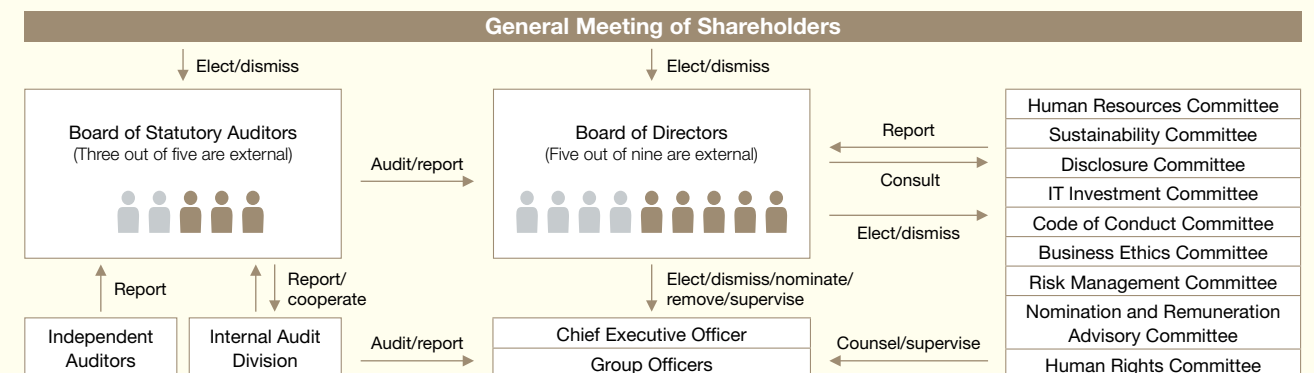 General Meeting of Shareholders
Elect/dismiss
Elect/dismiss
Board of Statutory Auditors
(Three out of five are external)
Audit/report
Board of Directors
(Five out of nine are external)
Report
Consult
Elect/dismiss
Human Resources Committee
Sustainability Committee
Disclosure Committee
IT Investment Committee
Code of Conduct Committee
Business Ethics Committee
Risk Management Committee
Nomination and Remuneration
Advisory Committee
Human Rights Committee
Report
Report/
cooperate
Elect/dismiss/nominate/
remove/supervise
Independent
Auditors
Internal Audit
Division
Audit/report
Chief Executive Officer
Group Officers
Counsel/supervise